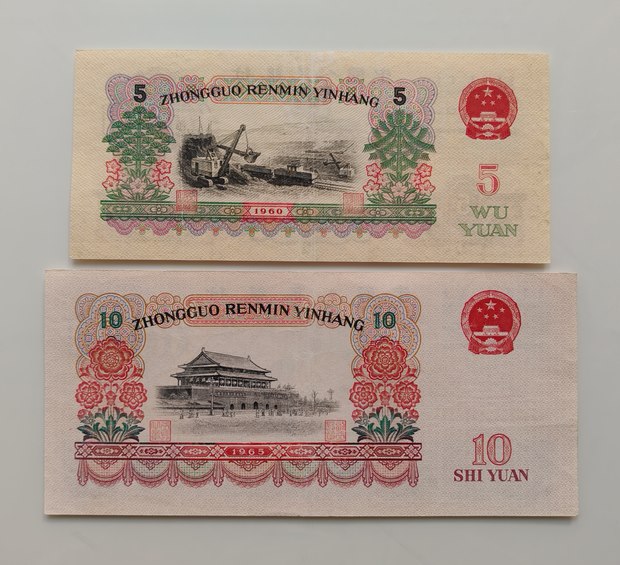 5 ZHONGGUO RENMIN YINHANG 5
1960
5
WU
YUAN
10 ZHONGGUO RENMIN YINHANG 10
1965
10
SHI YUAN